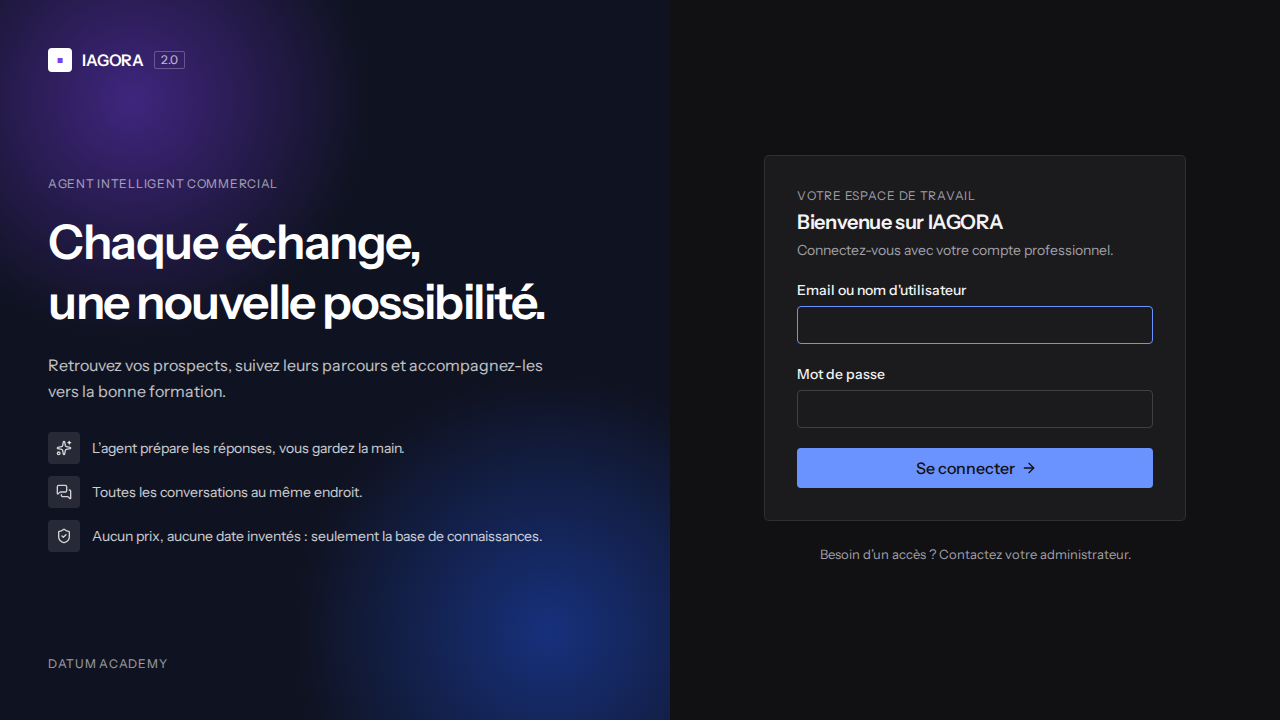 IAGORA 2.0
AGENT INTELLIGENT COMMERCIAL
Chaque échange,
une nouvelle possibilité.
Retrouvez vos prospects, suivez leurs parcours et accompagnez-les
vers la bonne formation.
L'agent prépare les réponses, vous gardez la main.
Toutes les conversations au même endroit.
Aucun prix, aucune date inventés : seulement la base de connaissances.
DATUM ACADEMY
VOTRE ESPACE DE TRAVAIL
Bienvenue sur IAGORA
Connectez-vous avec votre compte professionnel.
Email ou nom d'utilisateur
Mot de passe
Se connecter →
Besoin d'un accès ? Contactez votre administrateur.